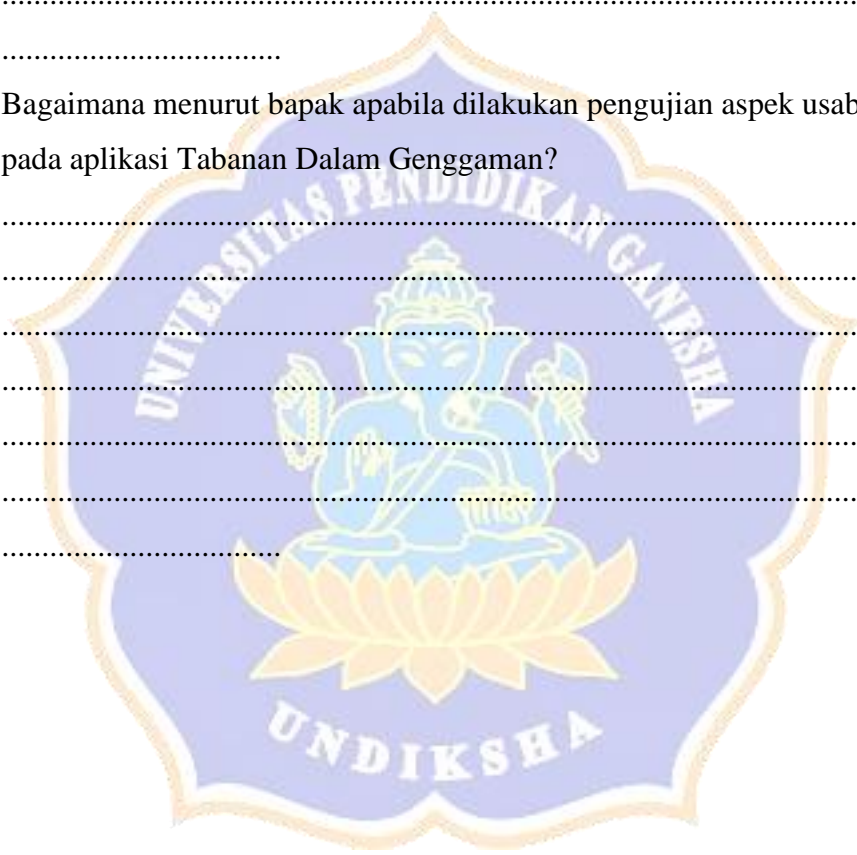 ..........................................................................................................
..................................
Bagaimana menurut bapak apabila dilakukan pengujian aspek usab
pada aplikasi Tabanan Dalam Genggaman?
..........................................................................................................
..........................................................................................................
..........................................................................................................
..........................................................................................................
..........................................................................................................
..........................................................................................................
..................................
UNIVERSITAS PENDIDIKAN GANESHA
UNDIKSHA